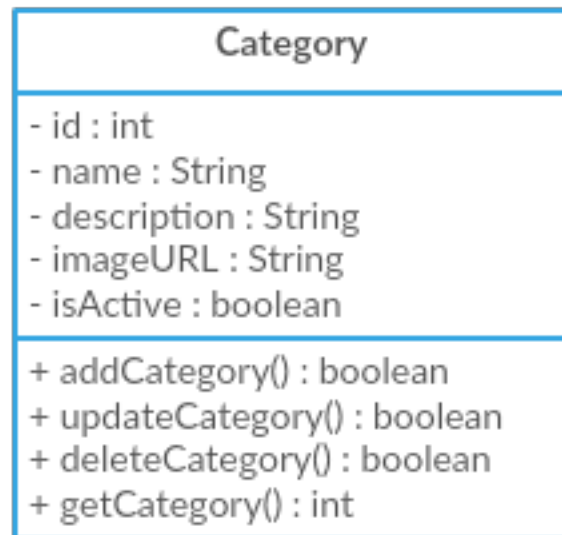 Category
- id : int
- name : String
- description : String
- imageURL : String
- isActive : boolean
+ addCategory() : boolean
+ updateCategory() : boolean
+ deleteCategory() : boolean
+ getCategory() : int